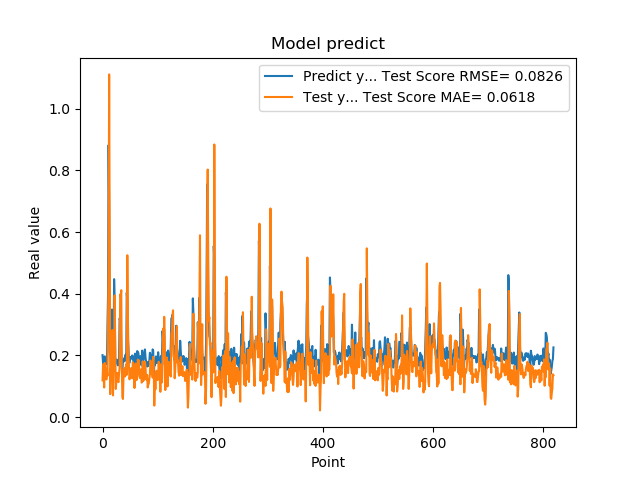 Model predict
Predict y... Test Score RMSE= 0.0826
Test y... Test Score MAE= 0.0618
Real value
1.0
0.8
0.6
0.4
0.2
0.0
0 200 400 600 800
Point